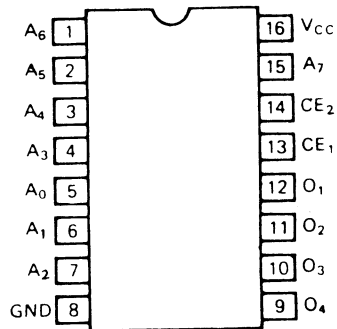 A₆ 1 16 V_CC
A₅ 2 15 A₇
A₄ 3 14 CE₂
A₃ 4 13 CE₁
A₀ 5 12 O₁
A₁ 6 11 O₂
A₂ 7 10 O₃
GND 8 9 O₄